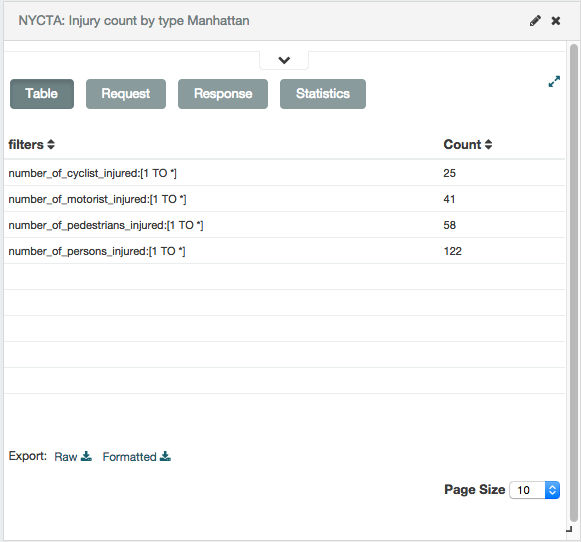 NYCTA: Injury count by type Manhattan
Table Request Response Statistics
filters Count
number_of_cyclist_injured:[1 TO *] 25
number_of_motorist_injured:[1 TO *] 41
number_of_pedestrians_injured:[1 TO *] 58
number_of_persons_injured:[1 TO *] 122
Export: Raw Formatted
Page Size 10